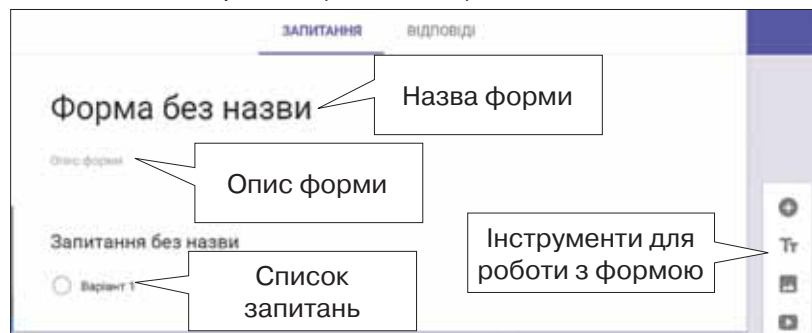 ЗАПИТАННЯ ВІДПОВІДІ
Форма без назви
Назва форми
Опис форми
Опис форми
Запитання без назви
Інструменти для
роботи з формою
Варіант 1
Список
запитань
Тт